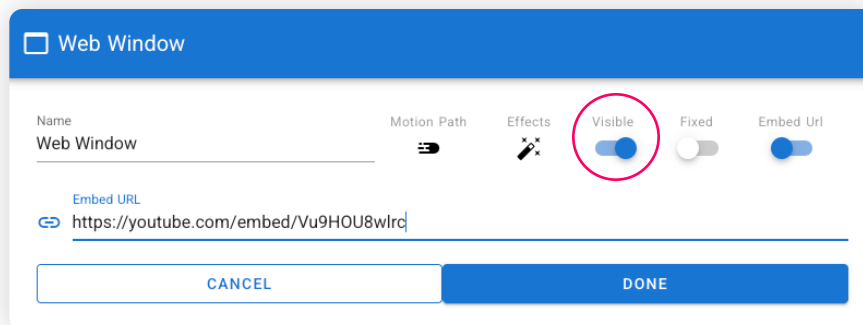 Web Window
Name Motion Path Effects Visible Fixed Embed Url
Web Window
Embed URL
https://youtube.com/embed/Vu9HOU8wlrc
CANCEL DONE